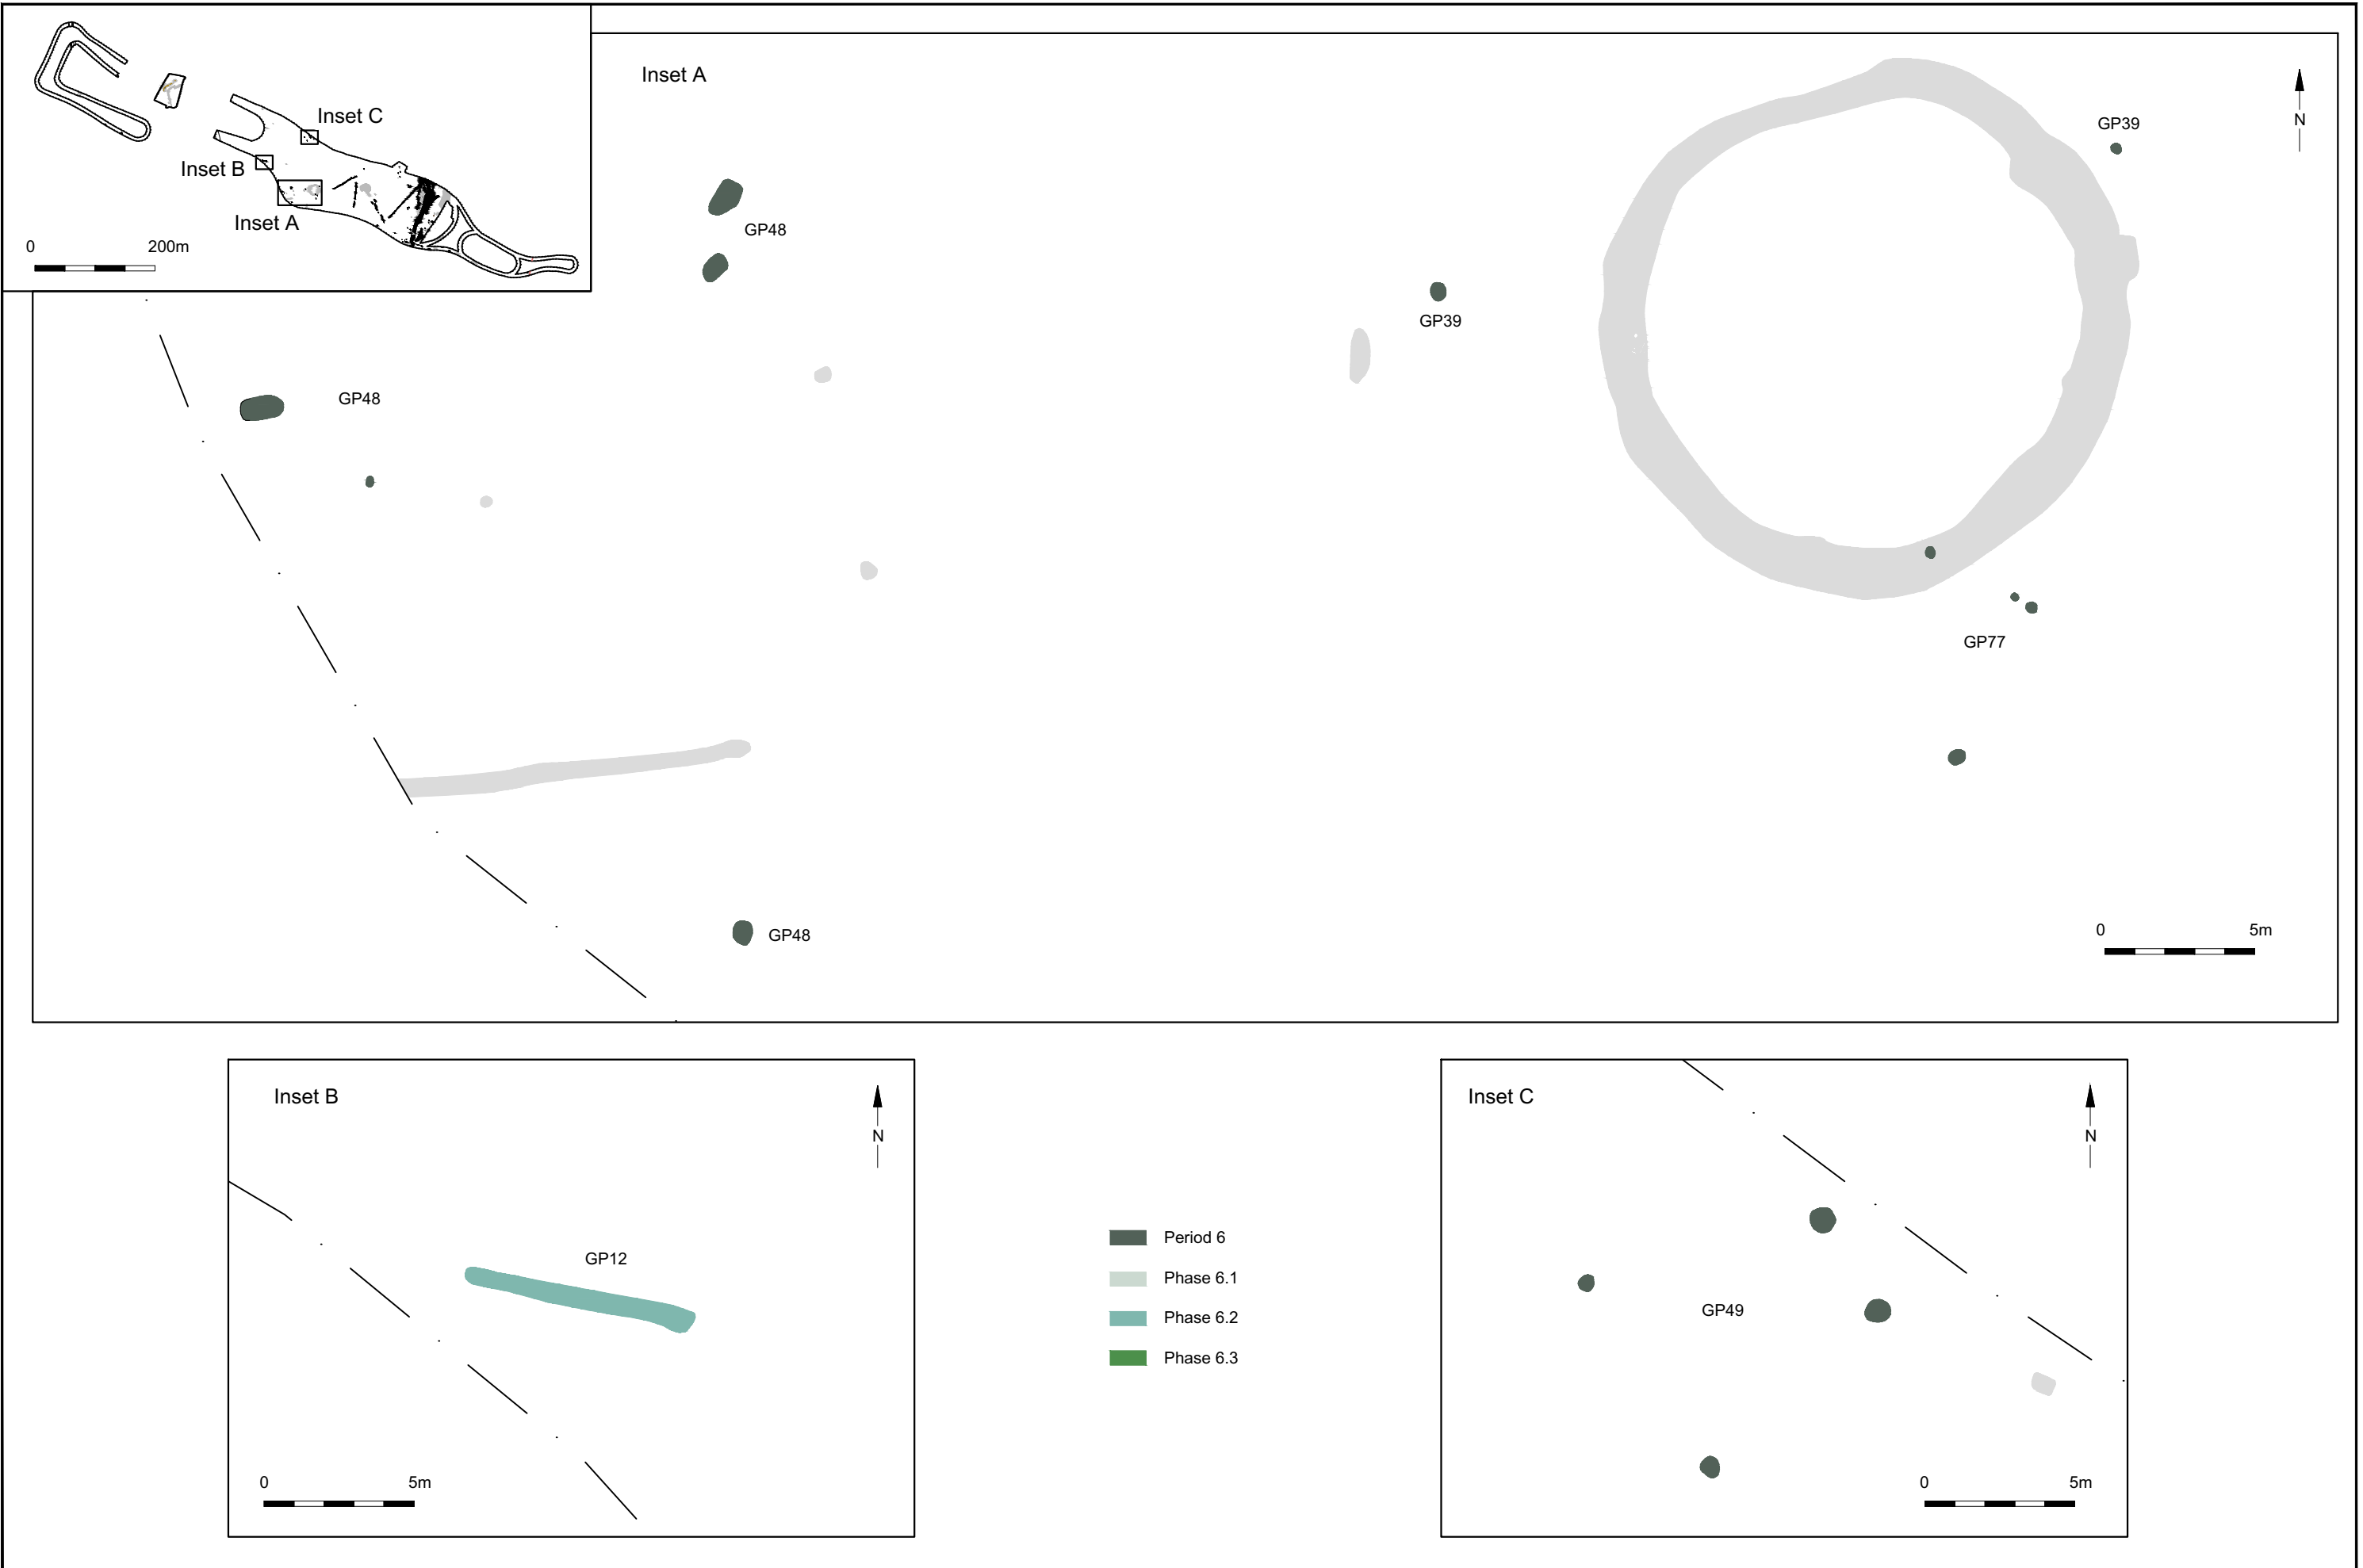 Inset C
Inset B
Inset A
0 200m
Inset A
N
GP39
GP48
GP39
GP48
GP77
GP48
0 5m
Inset B
N
GP12
0 5m
Period 6
Phase 6.1
Phase 6.2
Phase 6.3
Inset C
N
GP49
0 5m